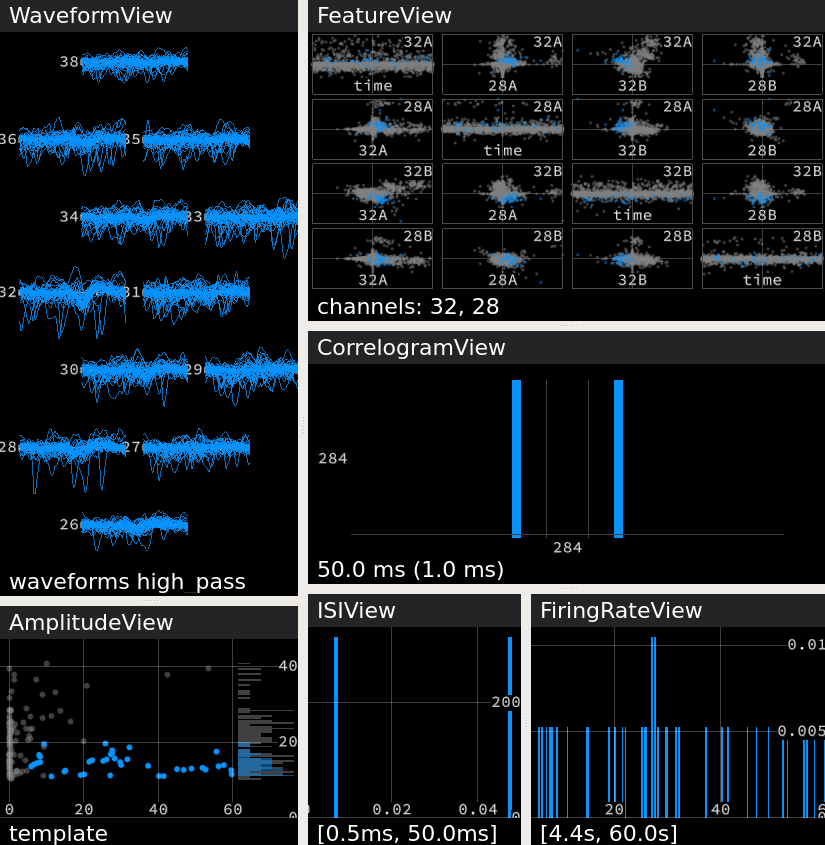 WaveformView
38
36 35
34 33
32 31
30 29
28 27
26
waveforms high_pass
FeatureView
32A 32A 32A 32A
time 28A 32B 28B
28A 28A 28A 28A
32A time 32B 28B
32B 32B 32B 32B
32A 28A time 28B
28B 28B 28B 28B
32A 28A 32B time
channels: 32, 28
CorrelogramView
284
284
50.0 ms (1.0 ms)
AmplitudeView
40
20
0 20 40 60 0
template
ISIView
200
0 0.02 0.04 0
[0.5ms, 50.0ms]
FiringRateView
0.01
0.005
20 40 6
[4.4s, 60.0s]